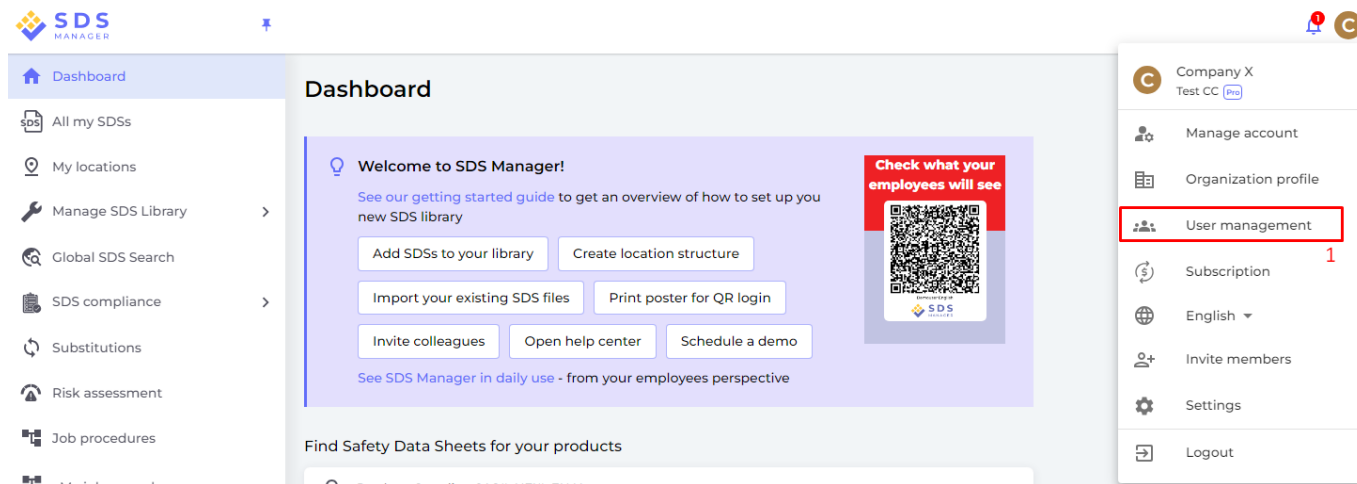 SDS
MANAGER
1
C
Dashboard
SDS
All my SDSs
My locations
Manage SDS Library
Global SDS Search
SDS compliance
Substitutions
Risk assessment
Job procedures
Dashboard
Welcome to SDS Manager!
See our getting started guide to get an overview of how to set up you
new SDS library
Add SDSs to your library
Create location structure
Import your existing SDS files
Print poster for QR login
Invite colleagues
Open help center
Schedule a demo
See SDS Manager in daily use - from your employees perspective
Check what your
employees will see
SDS
MANAGER
Find Safety Data Sheets for your products
C
Company X
Test CC Pro
Manage account
Organization profile
User management
1
Subscription
English
Invite members
Settings
Logout